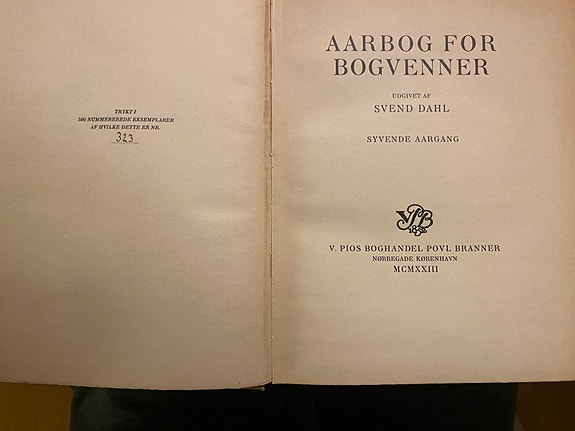 TRYKT I
500 NUMMEREREDE EKSEMPLARER
AF HVILKE DETTE ER NR.
323
AARBOG FOR
BOGVENNER
UDGIVET AF
SVEND DAHL
SYVENDE AARGANG
VPB
V. PIOS BOGHANDEL POVL BRANNER
NØRREGADE KØBENHAVN
MCMXXIII